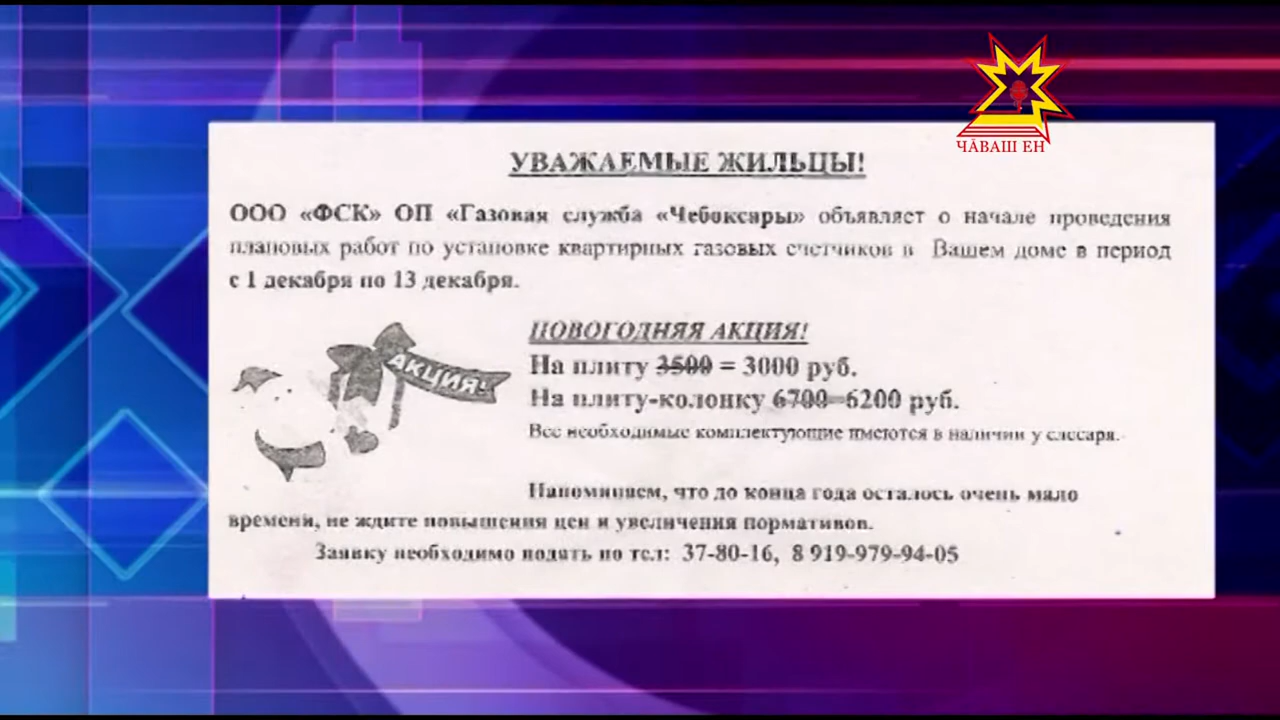 ЧӐВАШ ЕН
УВАЖАЕМЫЕ ЖИЛЬЦЫ!
ООО «ФСК» ОП «Газовая служба «Чебоксары» объявляет о начале проведения
плановых работ по установке квартирных газовых счетчиков в Вашем доме в период
с 1 декабря по 13 декабря.
АКЦИЯ!
НОВОГОДНЯЯ АКЦИЯ!
На плиту 3500 = 3000 руб.
На плиту-колонку 6700=6200 руб.
Все необходимые комплектующие имеются в наличии у слесаря.
Напоминаем, что до конца года осталось очень мало
времени, не ждите повышения цен и увеличения нормативов.
Заявку необходимо подать по тел: 37-80-16, 8 919-979-94-05